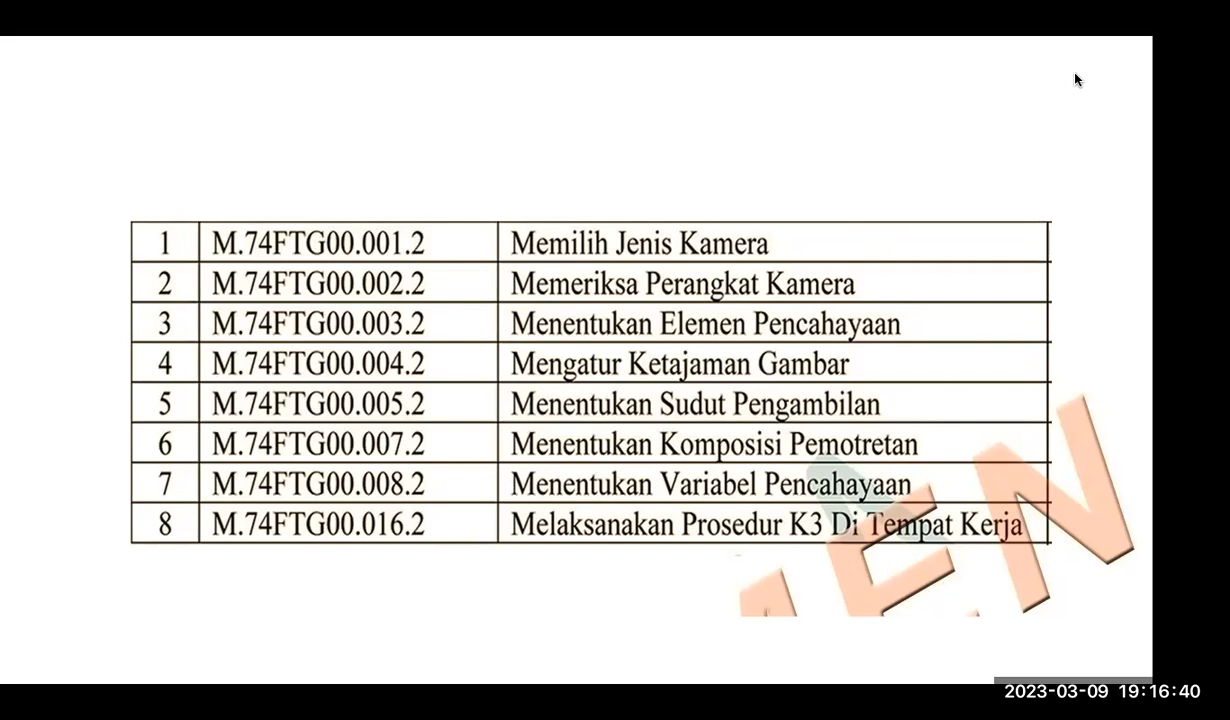 1 M.74FTG00.001.2 Memilih Jenis Kamera
2 M.74FTG00.002.2 Memeriksa Perangkat Kamera
3 M.74FTG00.003.2 Menentukan Elemen Pencahayaan
4 M.74FTG00.004.2 Mengatur Ketajaman Gambar
5 M.74FTG00.005.2 Menentukan Sudut Pengambilan
6 M.74FTG00.007.2 Menentukan Komposisi Pemotretan
7 M.74FTG00.008.2 Menentukan Variabel Pencahayaan
8 M.74FTG00.016.2 Melaksanakan Prosedur K3 Di Tempat Kerja
2023-03-09 19:16:40